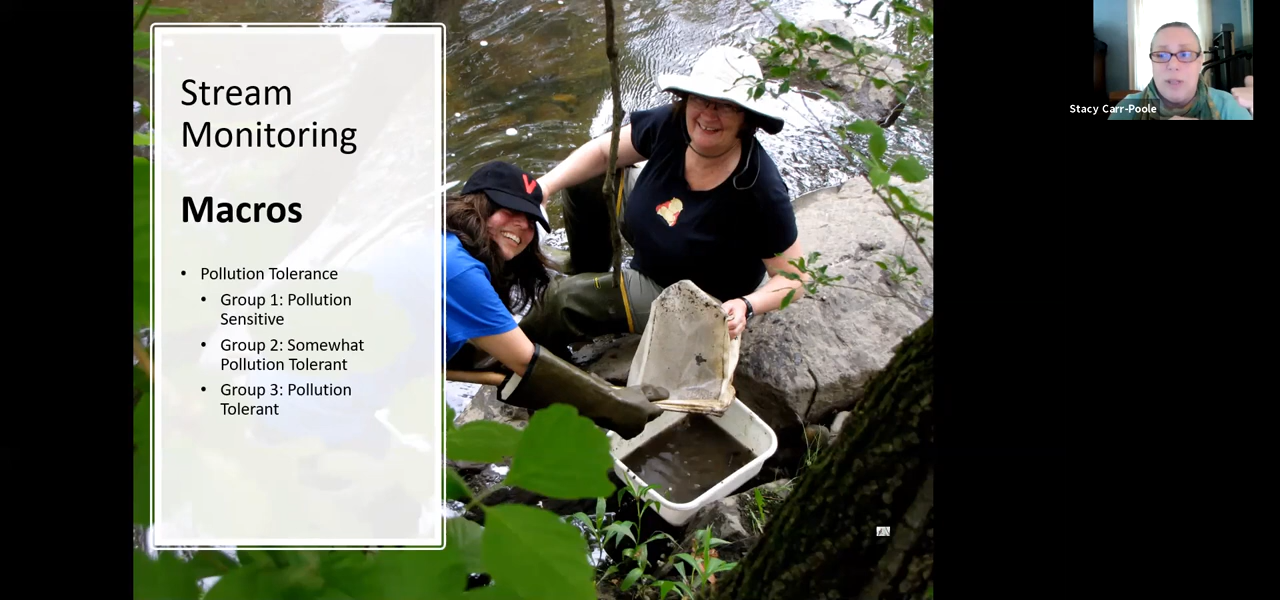 Stream
Monitoring
Macros
• Pollution Tolerance
• Group 1: Pollution
Sensitive
• Group 2: Somewhat
Pollution Tolerant
• Group 3: Pollution
Tolerant
V
Stacy Carr-Poole